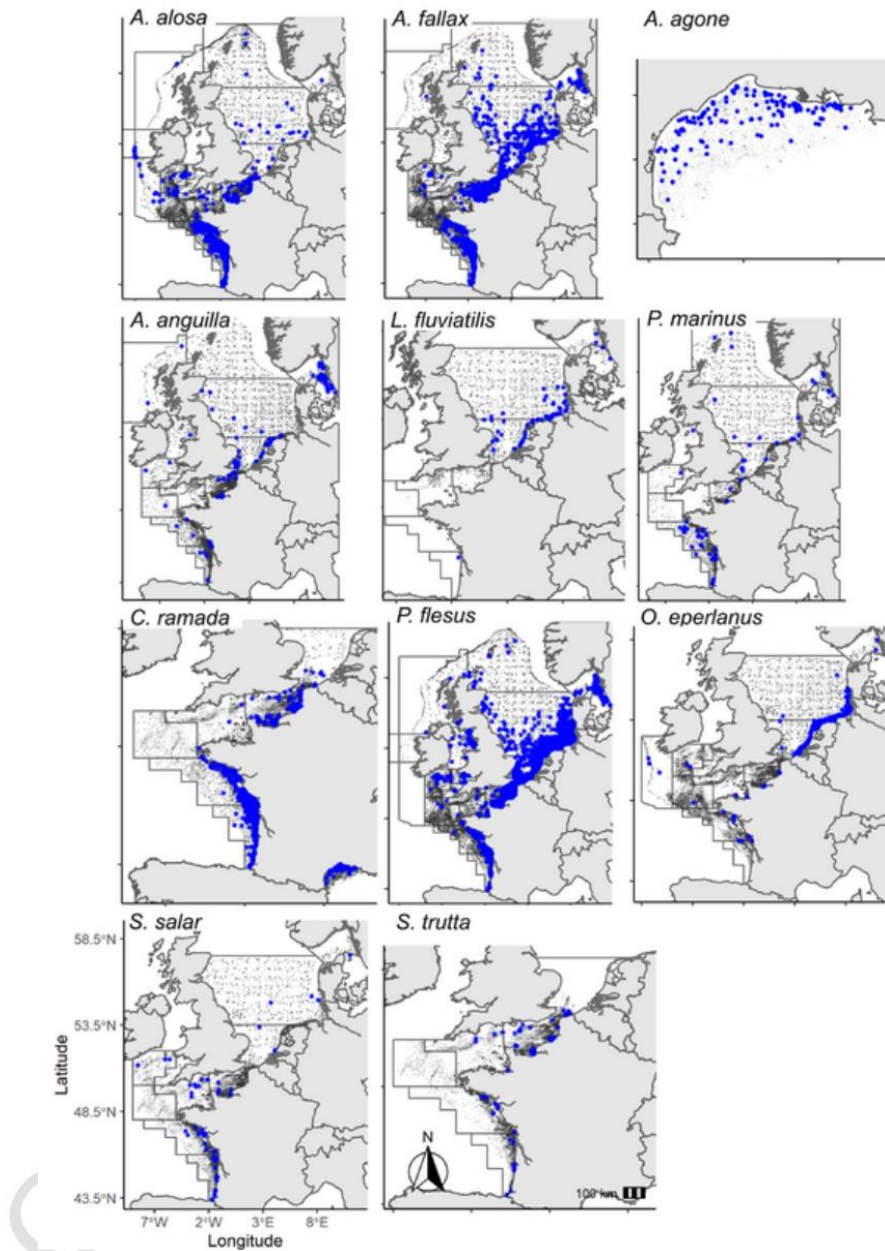 A. alosa A. fallax A. agone
A. anguilla L. fluviatilis P. marinus
C. ramada P. flesus O. eperlanus
S. salar S. trutta
58.5°N
53.5°N
48.5°N
43.5°N
Latitude
N
100 km
7°W 2°W 3°E 8°E
Longitude